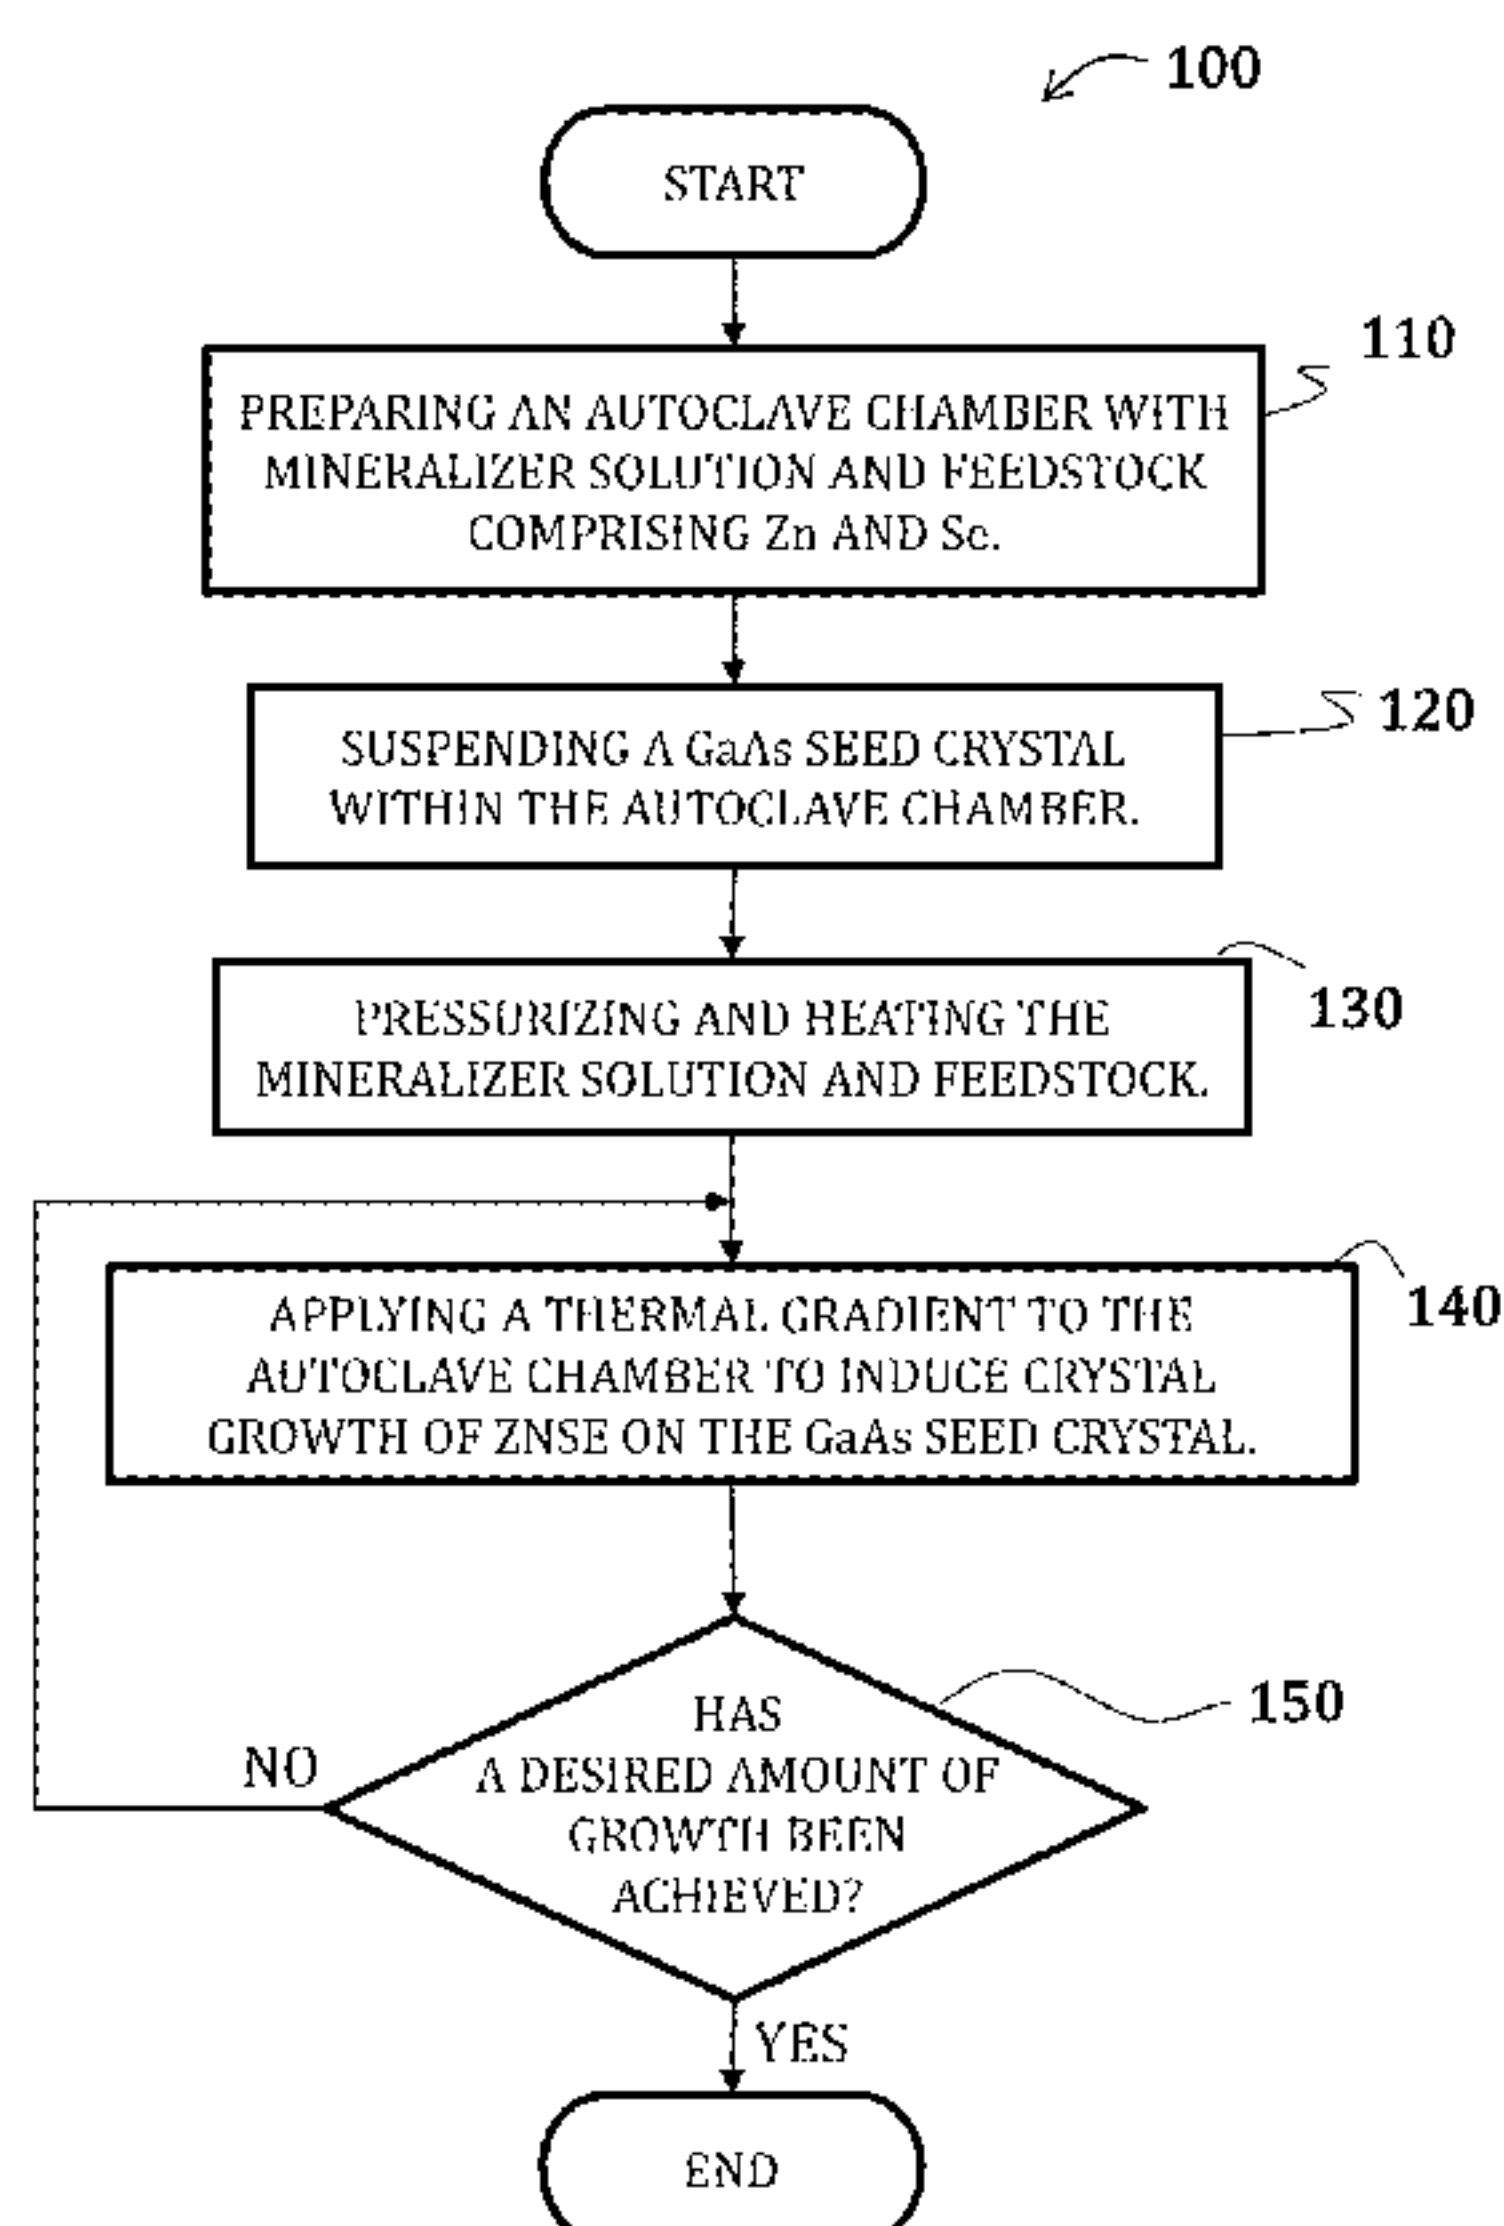 100
START
110
PREPARING AN AUTOCLAVE CHAMBER WITH
MINERALIZER SOLUTION AND FEEDSTOCK
COMPRISING Zn AND Se.
120
SUSPENDING A GaAs SEED CRYSTAL
WITHIN THE AUTOCLAVE CHAMBER.
130
PRESSURIZING AND HEATING THE
MINERALIZER SOLUTION AND FEEDSTOCK.
140
APPLYING A THERMAL GRADIENT TO THE
AUTOCLAVE CHAMBER TO INDUCE CRYSTAL
GROWTH OF ZNSE ON THE GaAs SEED CRYSTAL.
150
HAS
A DESIRED AMOUNT OF
GROWTH BEEN
ACHIEVED?
NO
YES
END